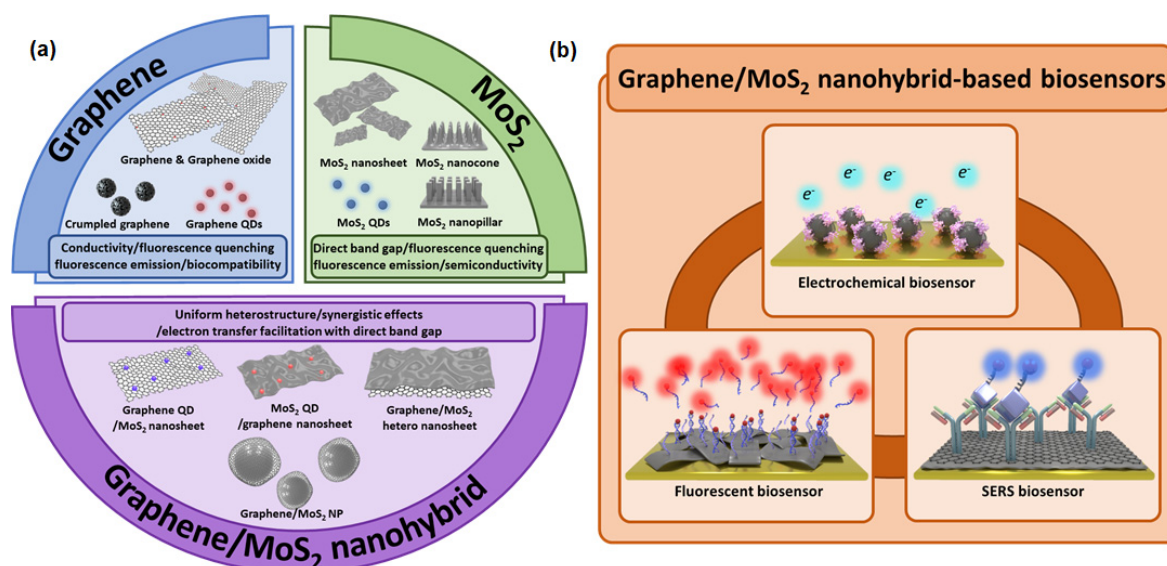 (a)
Graphene
Graphene & Graphene oxide
Crumpled graphene
Graphene QDs
Conductivity/fluorescence quenching
fluorescence emission/biocompatibility
MoS₂
MoS₂ nanosheet
MoS₂ nanocone
MoS₂ QDs
MoS₂ nanopillar
Direct band gap/fluorescence quenching
fluorescence emission/semiconductivity
Uniform heterostructure/synergistic effects
/electron transfer facilitation with direct band gap
Graphene QD
/MoS₂ nanosheet
MoS₂ QD
/graphene nanosheet
Graphene/MoS₂
hetero nanosheet
Graphene/MoS₂ NP
Graphene/MoS₂ nanohybrid
(b)
Graphene/MoS₂ nanohybrid-based biosensors
e⁻
e⁻
e⁻
e⁻
e⁻
Electrochemical biosensor
Fluorescent biosensor
SERS biosensor